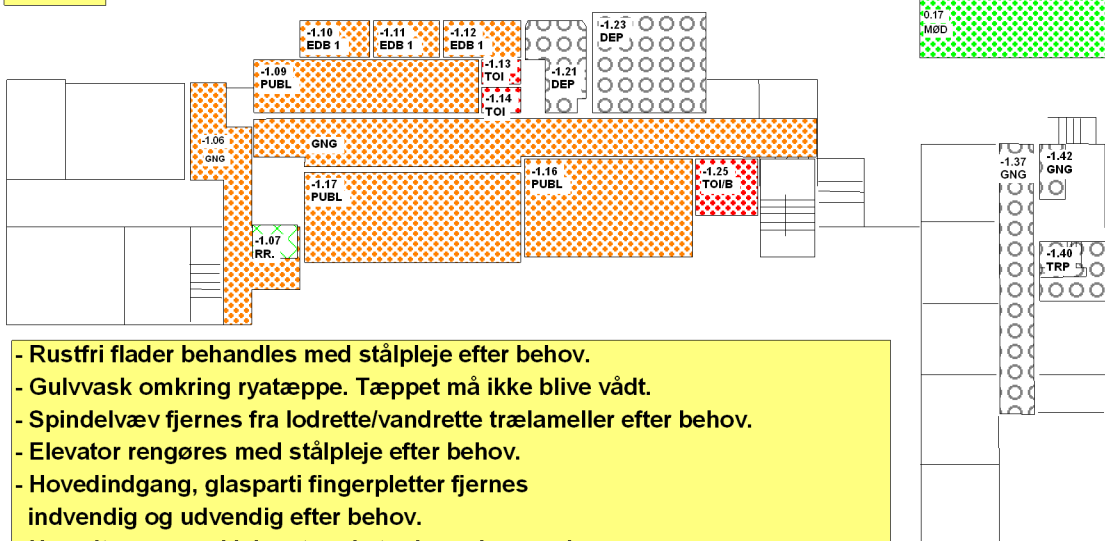 -1.10
EDB 1
-1.11
EDB 1
-1.12
EDB 1
-1.23
DEP
0.17
MØD
-1.09
PUBL
-1.13
TOI
-1.21
DEP
-1.14
TOI
-1.06
GNG
GNG
-1.17
PUBL
-1.16
PUBL
-1.25
TOI/B
-1.37
GNG
-1.42
GNG
-1.07
RR.
-1.40
TRP
- Rustfri flader behandles med stålpleje efter behov.
- Gulvvask omkring ryatæppe. Tæppet må ikke blive vådt.
- Spindelvæv fjernes fra lodrette/vandrette trælameller efter behov.
- Elevator rengøres med stålpleje efter behov.
- Hovedindgang, glasparti fingerpletter fjernes
indvendig og udvendig efter behov.